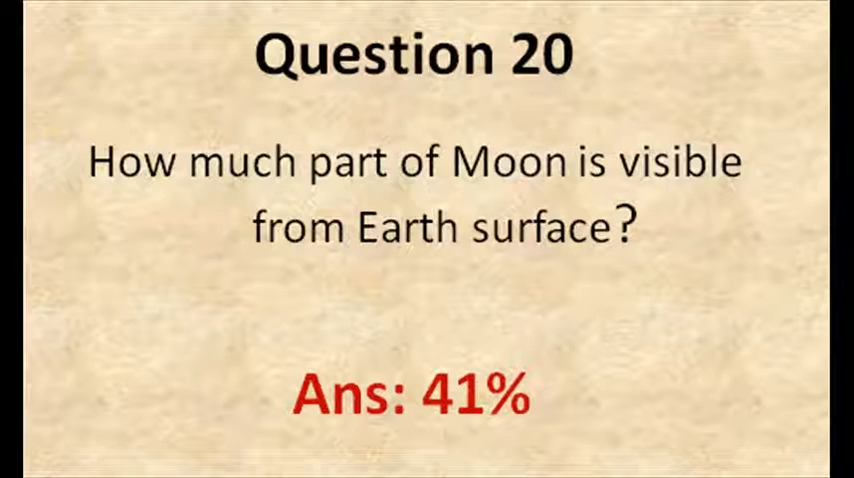 Question 20
How much part of Moon is visible
from Earth surface?
Ans: 41%